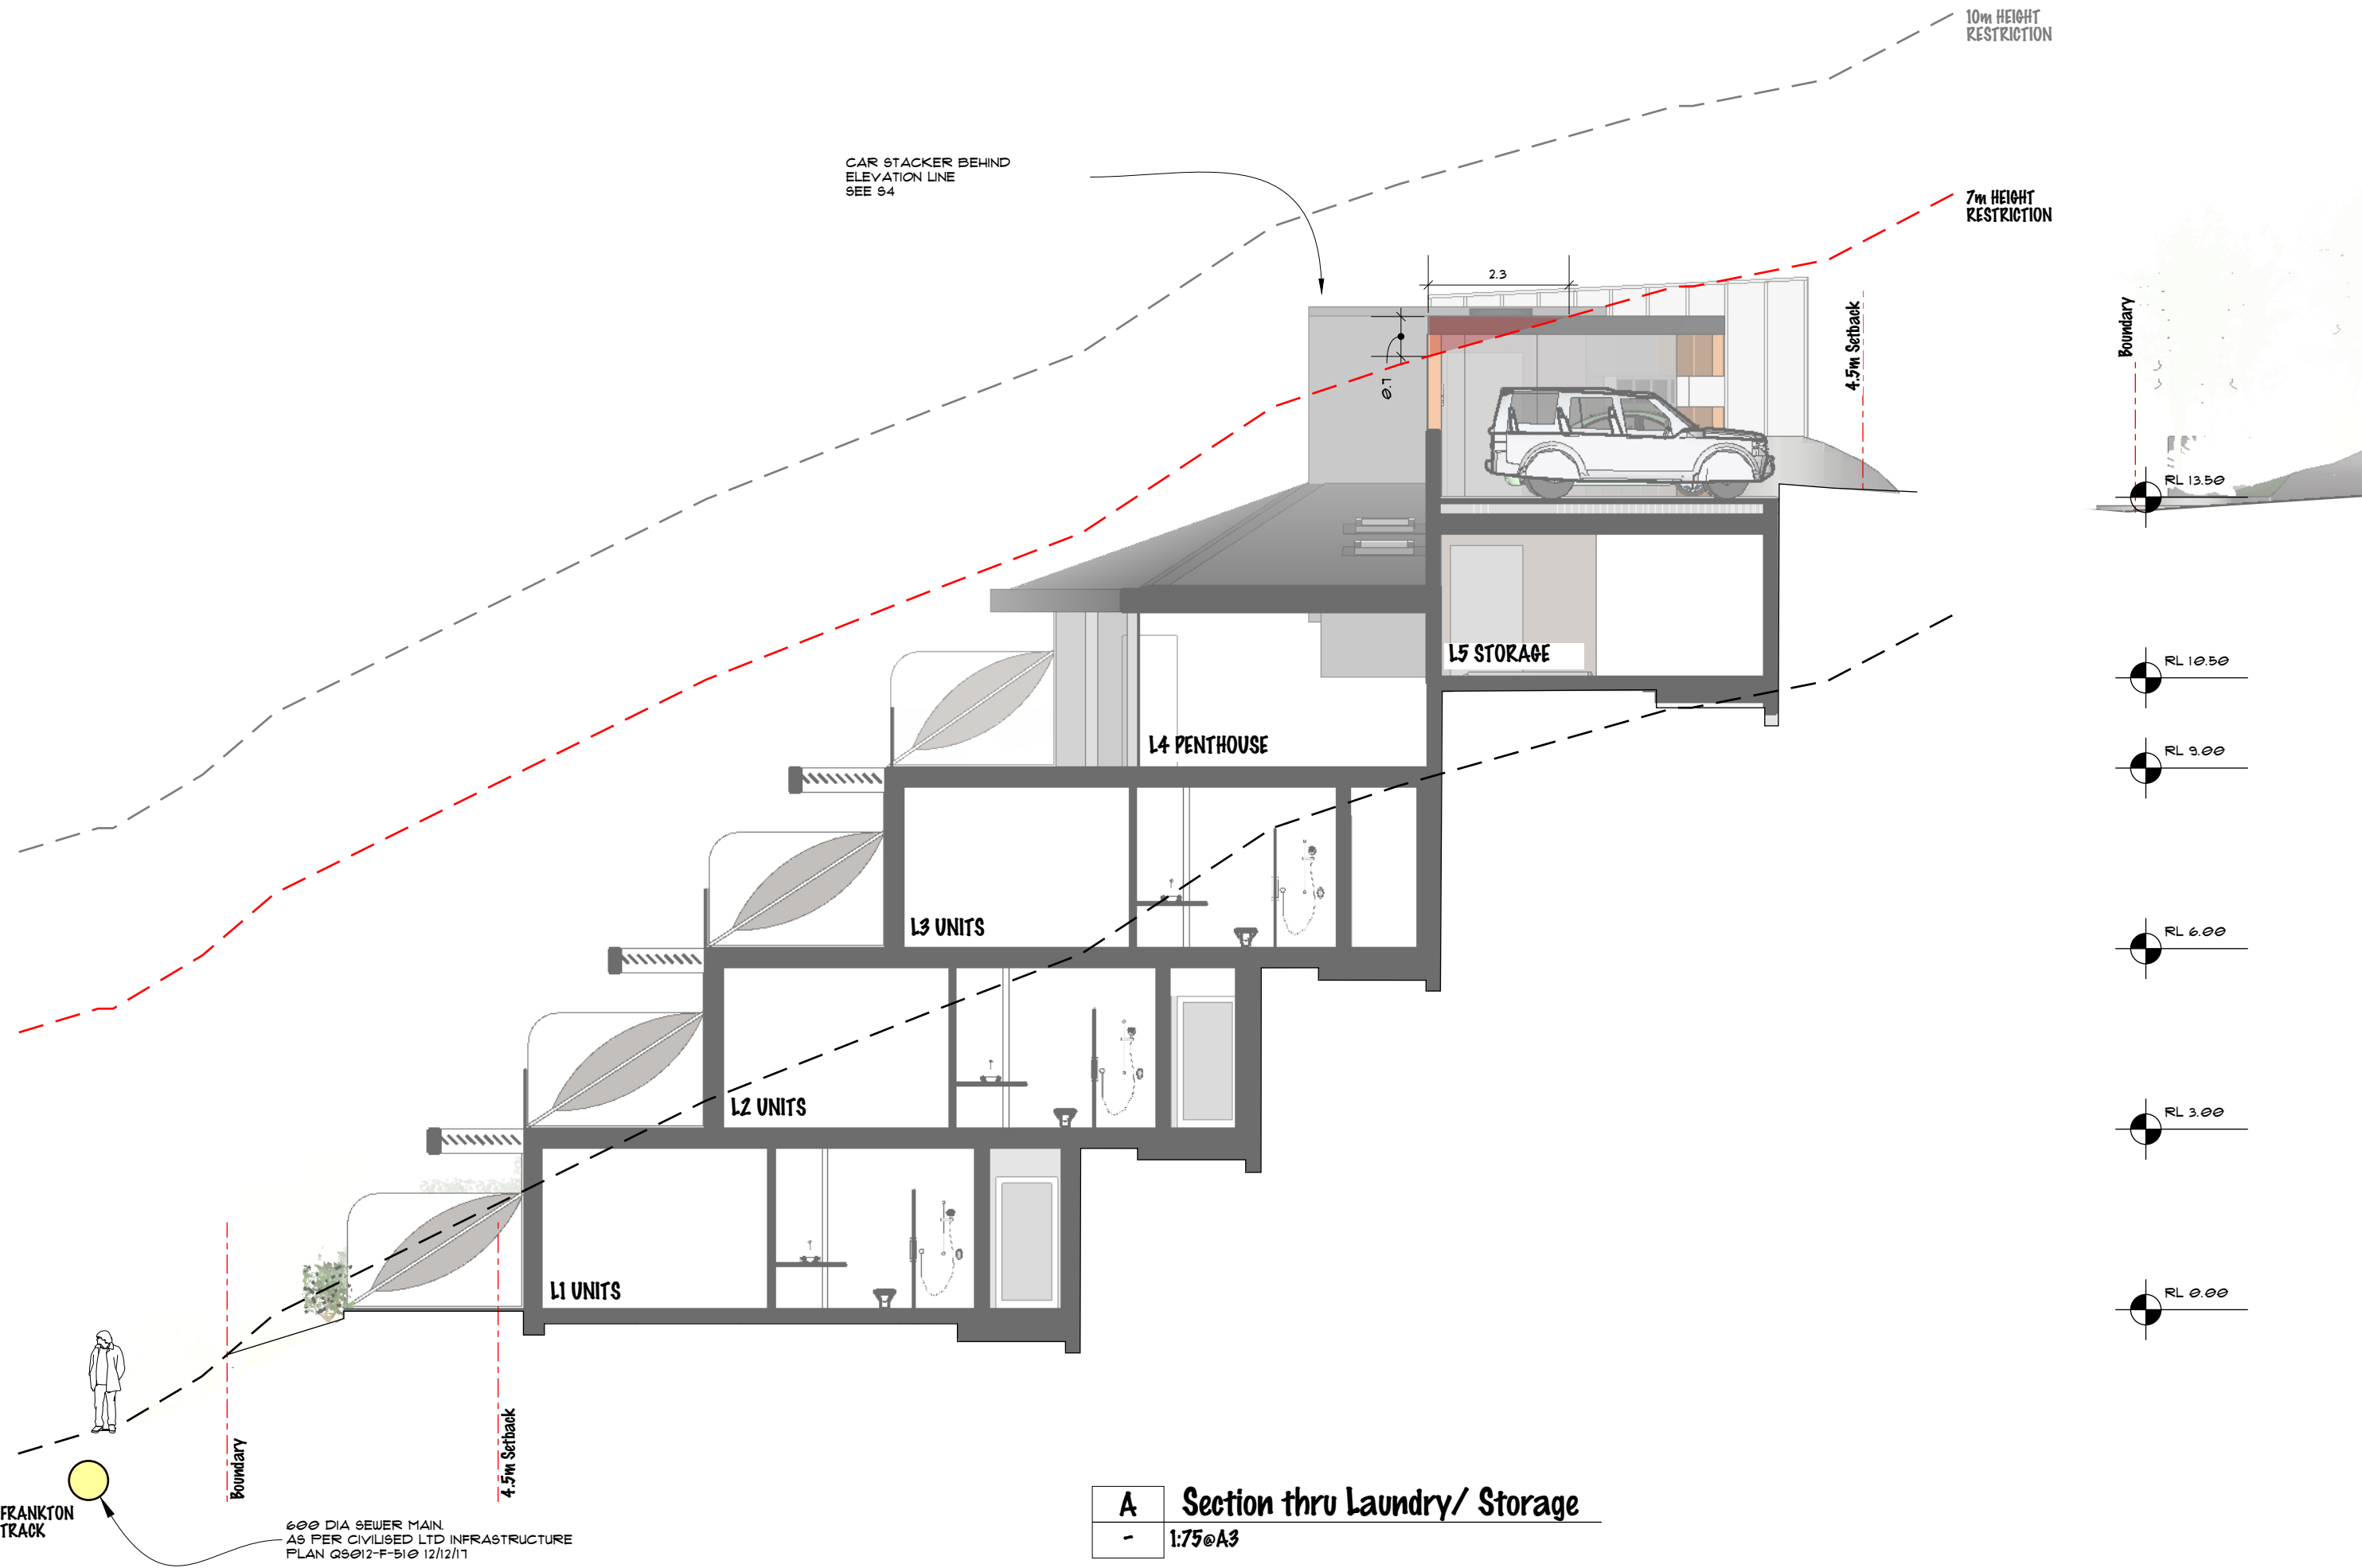 10m HEIGHT
RESTRICTION
CAR STACKER BEHIND
ELEVATION LINE
SEE S4
7m HEIGHT
RESTRICTION
2.3
0.7
4.5m Setback
Boundary
RL 13.50
L5 STORAGE
RL 10.50
L4 PENTHOUSE
RL 9.00
L3 UNITS
RL 6.00
L2 UNITS
RL 3.00
L1 UNITS
RL 0.00
Boundary
4.5m Setback
FRANKTON
TRACK
600 DIA SEWER MAIN.
AS PER CIVILISED LTD INFRASTRUCTURE
PLAN QS012-F-510 12/12/17
A Section thru Laundry/ Storage
- 1:75@A3